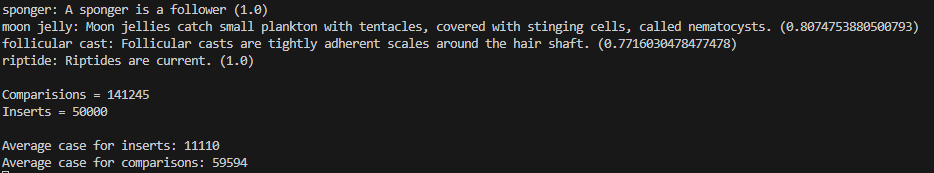 sponger: A sponger is a follower (1.0)
moon jelly: Moon jellies catch small plankton with tentacles, covered with stinging cells, called nematocysts. (0.8074753880500793)
follicular cast: Follicular casts are tightly adherent scales around the hair shaft. (0.7716030478477478)
riptide: Riptides are current. (1.0)
Comparisions = 141245
Inserts = 50000
Average case for inserts: 11110
Average case for comparisons: 59594